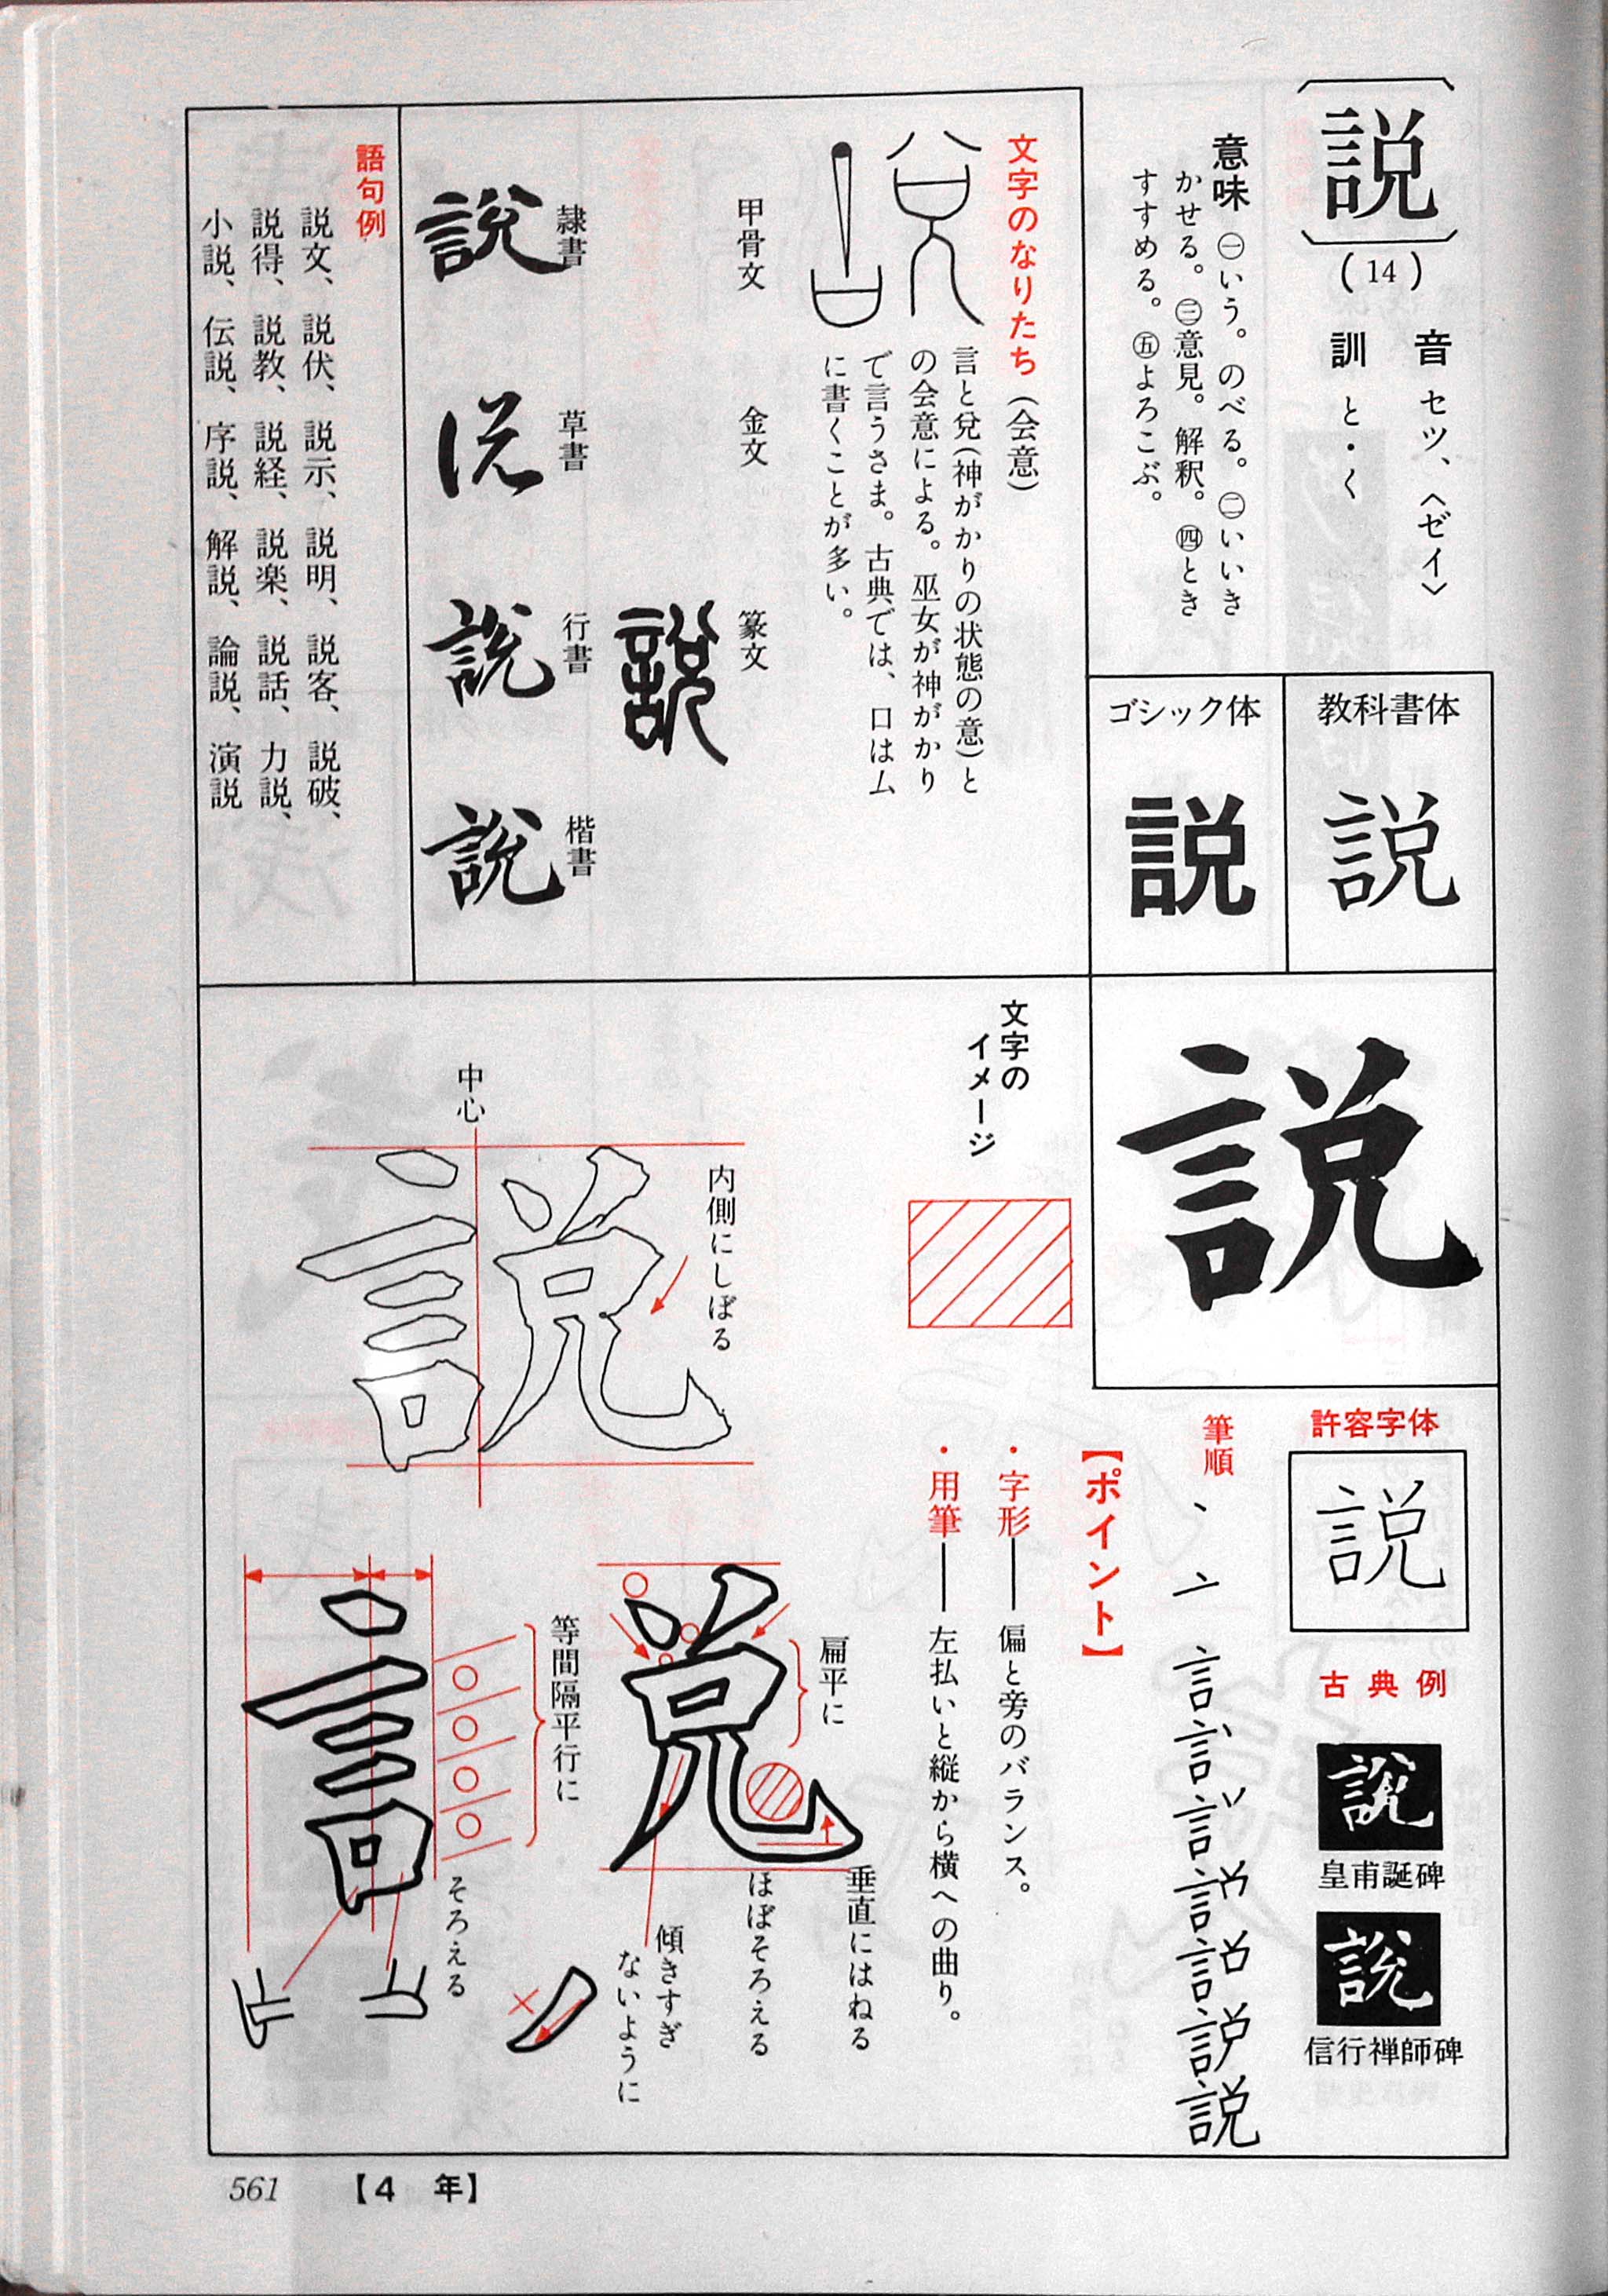 説
(14)
音 セツ、〈ゼイ〉
訓 と・く
意味 ㊀いう。のべる。㊁いいき
かせる。㊂意見。解釈。㊃とき
すすめる。㊄よろこぶ。
教科書体
説
ゴシック体
説
文字のなりたち(会意)
言と兌(神がかりの状態の意)と
の会意による。巫女が神がかり
で言うさま。古典では、口はム
に書くことが多い。
甲骨文
金文
篆文
説
隷書
説
草書
説
行書
説
楷書
説
語句例
説文、説伏、説示、説明、説客、説破、
説得、説教、説経、説楽、説話、力説、
小説、伝説、序説、解説、論説、演説
説
許容字体
説
古典例
説
皇甫誕碑
説
信行禅師碑
筆順
説
【ポイント】
・字形──偏と旁のバランス。
・用筆──左払いと縦から横への曲り。
文字の
イメージ
中心
説
内側にしぼる
扁平に
垂直にはねる
ほぼそろえる
傾きすぎ
ないように
等間隔平行に
そろえる
561 【4 年】